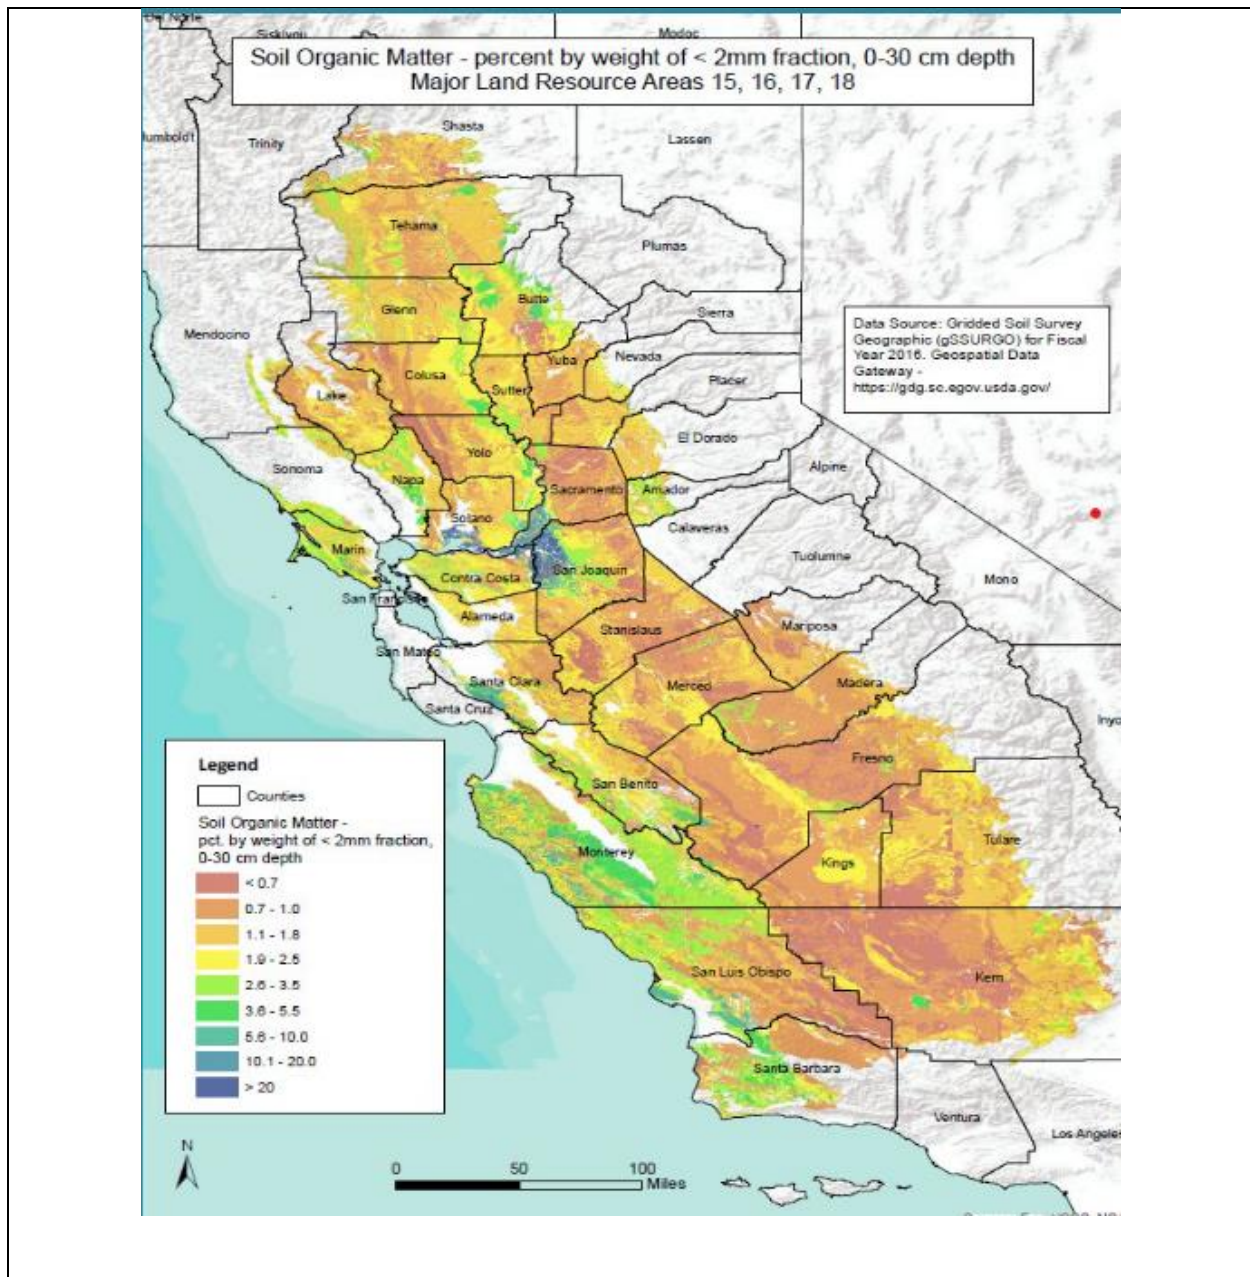 Del Norte
Siskiyou
Modoc
Soil Organic Matter - percent by weight of < 2mm fraction, 0-30 cm depth
Major Land Resource Areas 15, 16, 17, 18
Shasta
Humboldt
Trinity
Lassen
Tehama
Plumas
Butte
Glenn
Sierra
Mendocino
Data Source: Gridded Soil Survey
Geographic (gSSURGO) for Fiscal
Year 2016. Geospatial Data
Gateway -
https://gdg.sc.egov.usda.gov/
Nevada
Yuba
Colusa
Placer
Sutter
Lake
El Dorado
Yolo
Sonoma
Alpine
Napa
Sacramento
Amador
Solano
Calaveras
Marin
Tuolumne
San Joaquin
Contra Costa
Mono
San Francisco
Alameda
Stanislaus
Mariposa
San Mateo
Santa Clara
Merced
Madera
Santa Cruz
Inyo
Fresno
San Benito
Tulare
Monterey
Kings
San Luis Obispo
Kern
Santa Barbara
Ventura
Los Angeles
Legend
Counties
Soil Organic Matter -
pct. by weight of < 2mm fraction,
0-30 cm depth
< 0.7
0.7 - 1.0
1.1 - 1.8
1.9 - 2.5
2.6 - 3.5
3.6 - 5.5
5.6 - 10.0
10.1 - 20.0
> 20
N
0 50 100
Miles